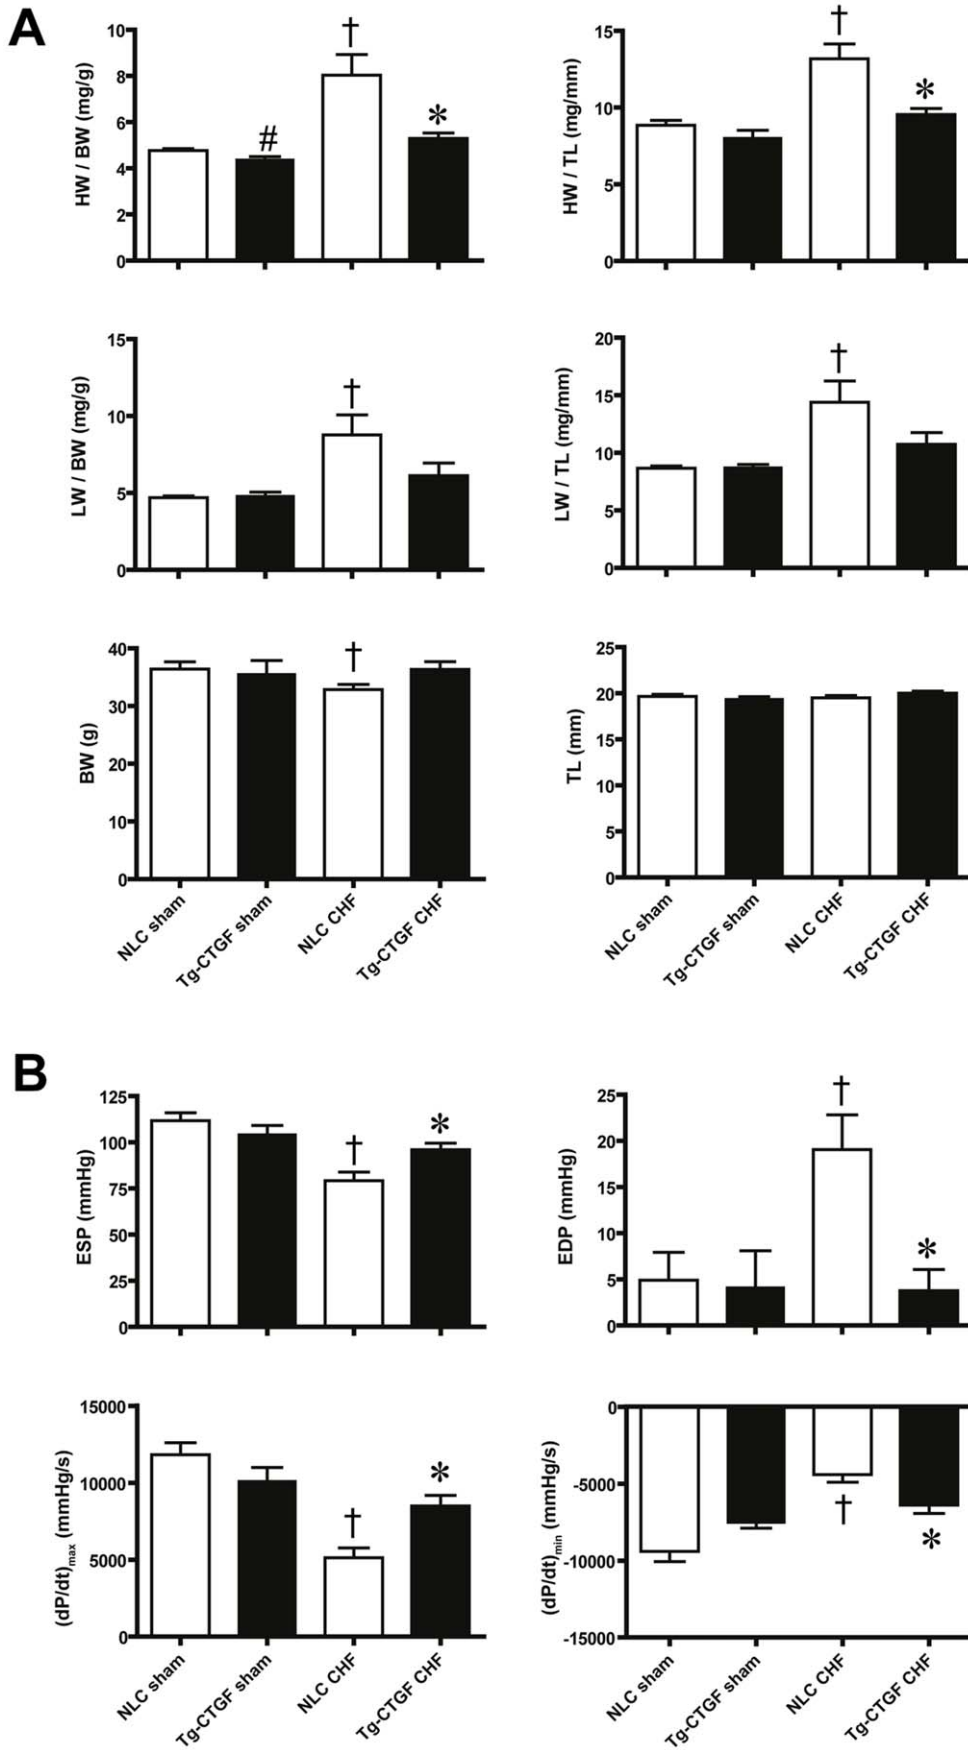 A
HW / BW (mg/g)
10
8
6
4
2
0
#
†
*
HW / TL (mg/mm)
15
10
5
0
†
*
LW / BW (mg/g)
15
10
5
0
†
LW / TL (mg/mm)
20
15
10
5
0
†
BW (g)
40
30
20
10
0
†
NLC sham
Tg-CTGF sham
NLC CHF
Tg-CTGF CHF
TL (mm)
25
20
15
10
5
0
NLC sham
Tg-CTGF sham
NLC CHF
Tg-CTGF CHF
B
ESP (mmHg)
125
100
75
50
25
0
†
*
EDP (mmHg)
25
20
15
10
5
0
†
*
(dP/dt)max (mmHg/s)
15000
10000
5000
0
†
*
NLC sham
Tg-CTGF sham
NLC CHF
Tg-CTGF CHF
(dP/dt)min (mmHg/s)
0
-5000
-10000
-15000
†
*
NLC sham
Tg-CTGF sham
NLC CHF
Tg-CTGF CHF